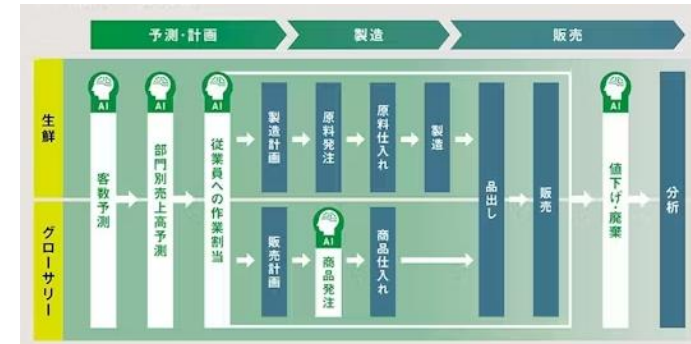 予測・計画
製造
販売
生鮮
グローサリー
AI
客数予測
AI
部門別売上高予測
AI
従業員への作業割当
製造計画
原料発注
原料仕入れ
製造
販売計画
AI
商品発注
商品仕入れ
品出し
販売
AI
値下げ・廃棄
分析